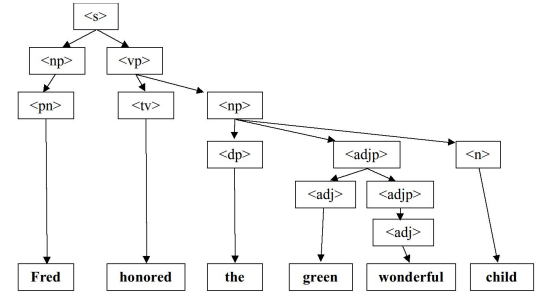 <s>
<np> <vp>
<pn> <tv> <np>
<dp> <adjp> <n>
<adj> <adjp>
<adj>
Fred honored the green wonderful child